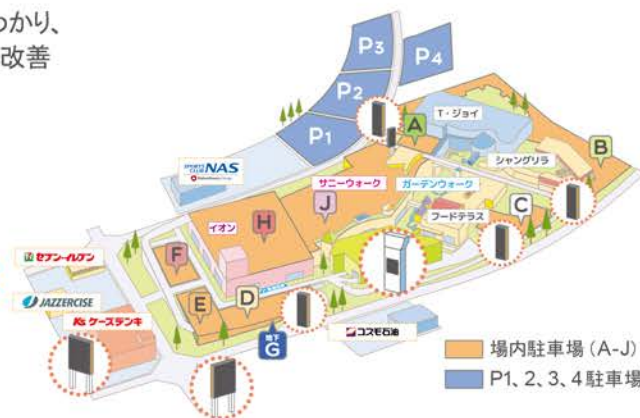 わかり、
改善
P3
P4
P2
P1
A
T・ジョイ
B
シャングリラ
SPORTS CLUB NAS
サニーウォーク
ガーデンウォーク
J
C
フードテラス
イオン
H
セブン-イレブン
F
JAZZERCISE
E
D
K's ケーズデンキ
地下
G
コスモ石油
場内駐車場（A-J）
P1、2、3、4駐車場